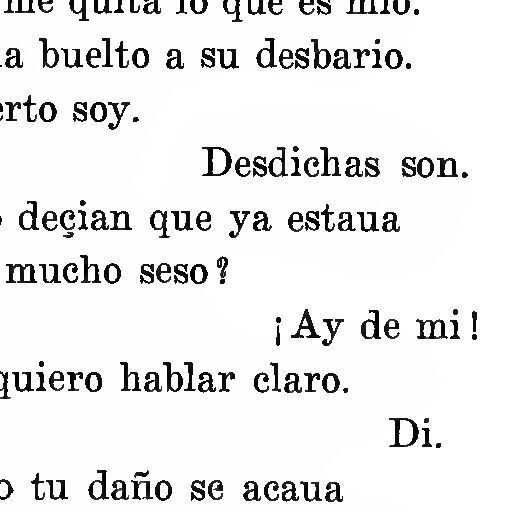 me quita lo que es mio.
a buelto a su desbario.
erto soy.
Desdichas son.
deçian que ya estaua
mucho seso?
¡Ay de mi!
quiero hablar claro.
Di.
o tu daño se acaua